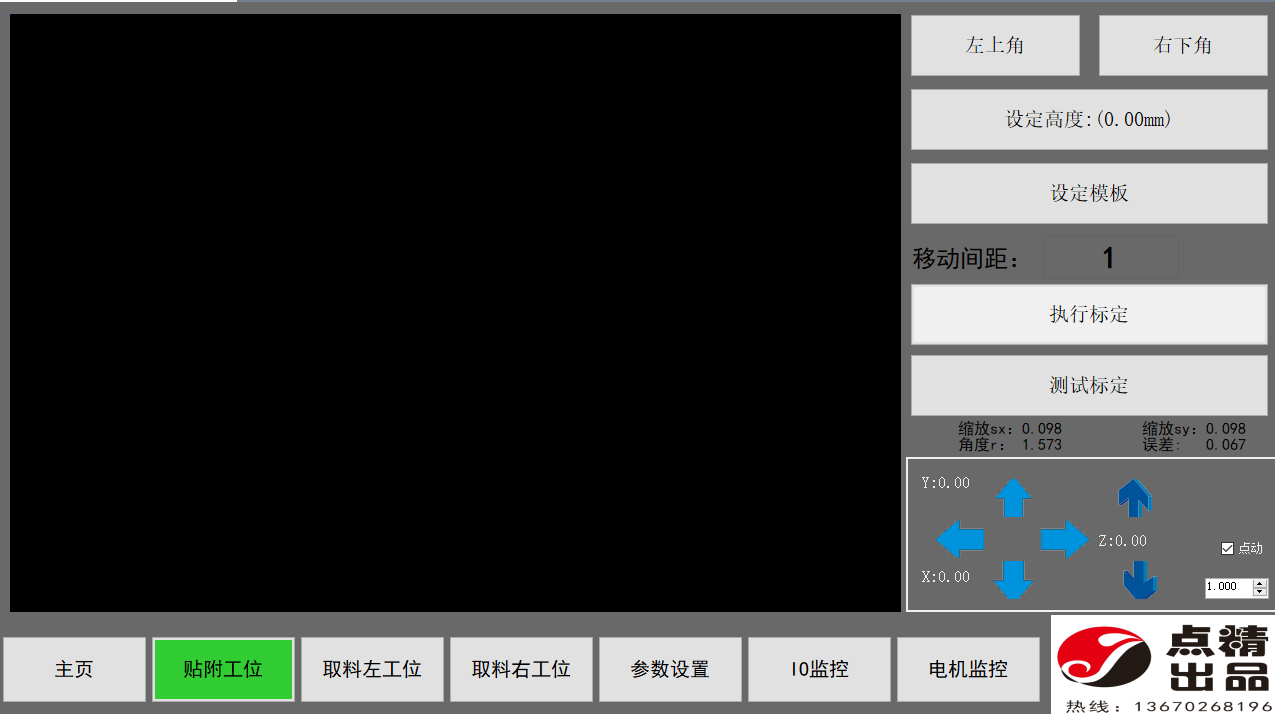 左上角 右下角
设定高度:(0.00mm)
设定模板
移动间距: 1
执行标定
测试标定
缩放sx: 0.098 缩放sy: 0.098
角度r: 1.573 误差: 0.067
Y:0.00
Z:0.00
点动
X:0.00
1.000
主页 贴附工位 取料左工位 取料右工位 参数设置 IO监控 电机监控
点精
出品
热线：13670268196